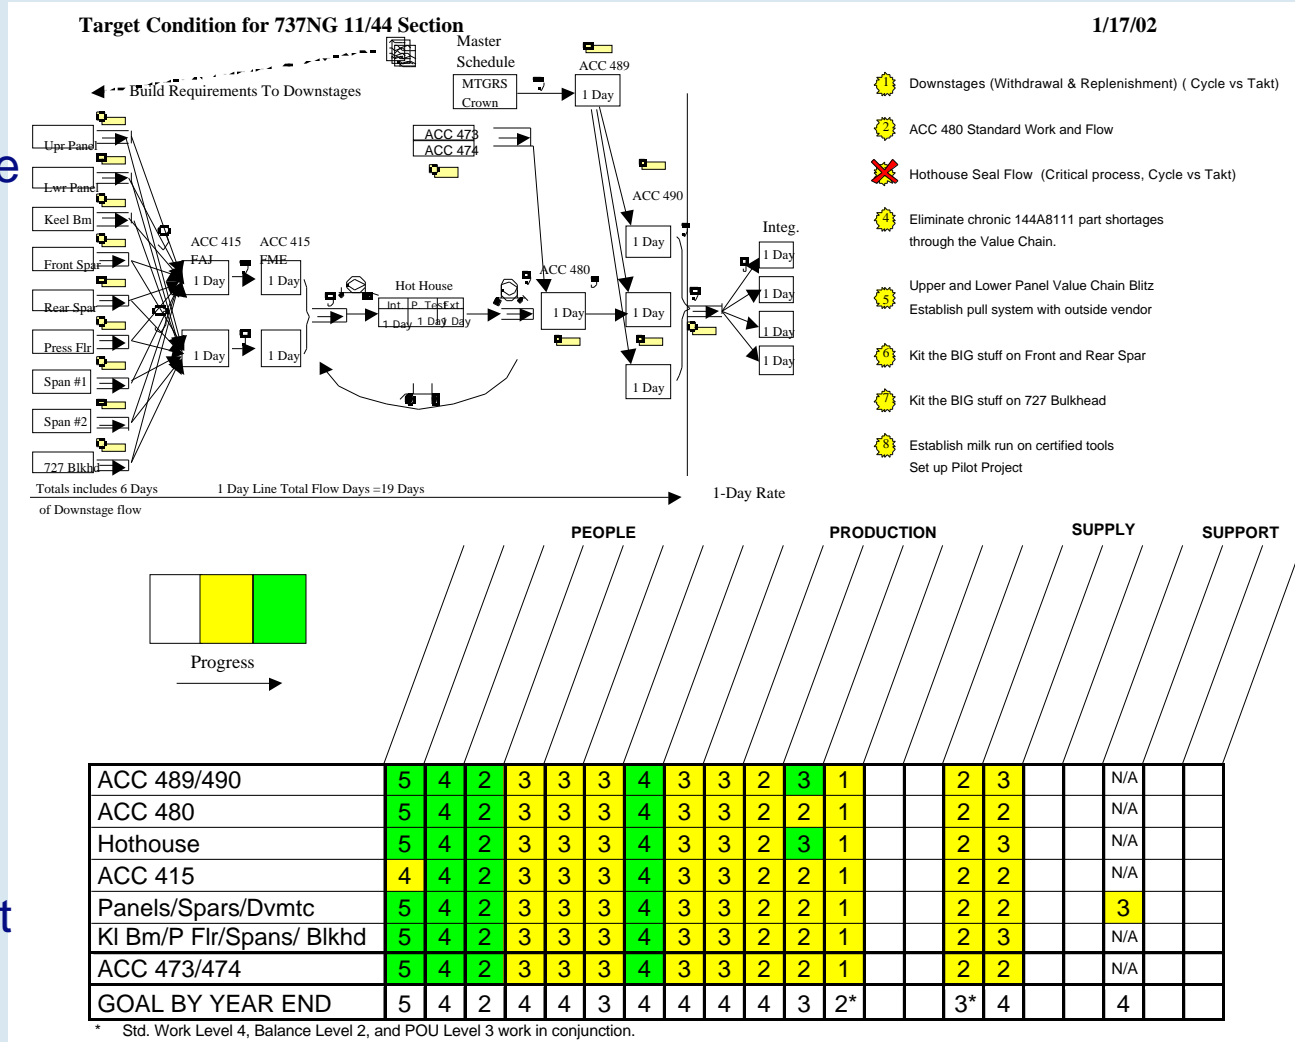 Target Condition for 737NG 11/44 Section
1/17/02
Master
Schedule
ACC 489
MTGRS
Crown
1 Day
Build Requirements To Downstages
ACC 473
ACC 474
Upr Panel
Lwr Panel
Keel Bm
Front Spar
Rear Spar
Press Flr
Span #1
Span #2
727 Blkhd
ACC 415
FAJ
ACC 415
FME
1 Day
1 Day
1 Day
1 Day
Hot House
Int
P_Test
Ext
1 Day
1 Day
1 Day
ACC 480
1 Day
ACC 490
1 Day
1 Day
1 Day
Integ.
1 Day
1 Day
1 Day
1 Day
Totals includes 6 Days
of Downstage flow
1 Day Line Total Flow Days =19 Days
1-Day Rate
1 Downstages (Withdrawal & Replenishment) ( Cycle vs Takt)
2 ACC 480 Standard Work and Flow
Hothouse Seal Flow (Critical process, Cycle vs Takt)
4 Eliminate chronic 144A8111 part shortages
through the Value Chain.
5 Upper and Lower Panel Value Chain Blitz
Establish pull system with outside vendor
6 Kit the BIG stuff on Front and Rear Spar
7 Kit the BIG stuff on 727 Bulkhead
8 Establish milk run on certified tools
Set up Pilot Project
e
t
PEOPLE PRODUCTION SUPPLY SUPPORT
Progress
ACC 489/490 5 4 2 3 3 3 4 3 3 2 3 1 2 3 N/A
ACC 480 5 4 2 3 3 3 4 3 3 2 2 1 2 2 N/A
Hothouse 5 4 2 3 3 3 4 3 3 2 3 1 2 3 N/A
ACC 415 4 4 2 3 3 3 4 3 3 2 2 1 2 2 N/A
Panels/Spars/Dvmtc 5 4 2 3 3 3 4 3 3 2 2 1 2 2 3
Kl Bm/P Flr/Spans/ Blkhd 5 4 2 3 3 3 4 3 3 2 2 1 2 3 N/A
ACC 473/474 5 4 2 3 3 3 4 3 3 2 2 1 2 2 N/A
GOAL BY YEAR END 5 4 2 4 4 3 4 4 4 4 3 2* 3* 4 4
* Std. Work Level 4, Balance Level 2, and POU Level 3 work in conjunction.